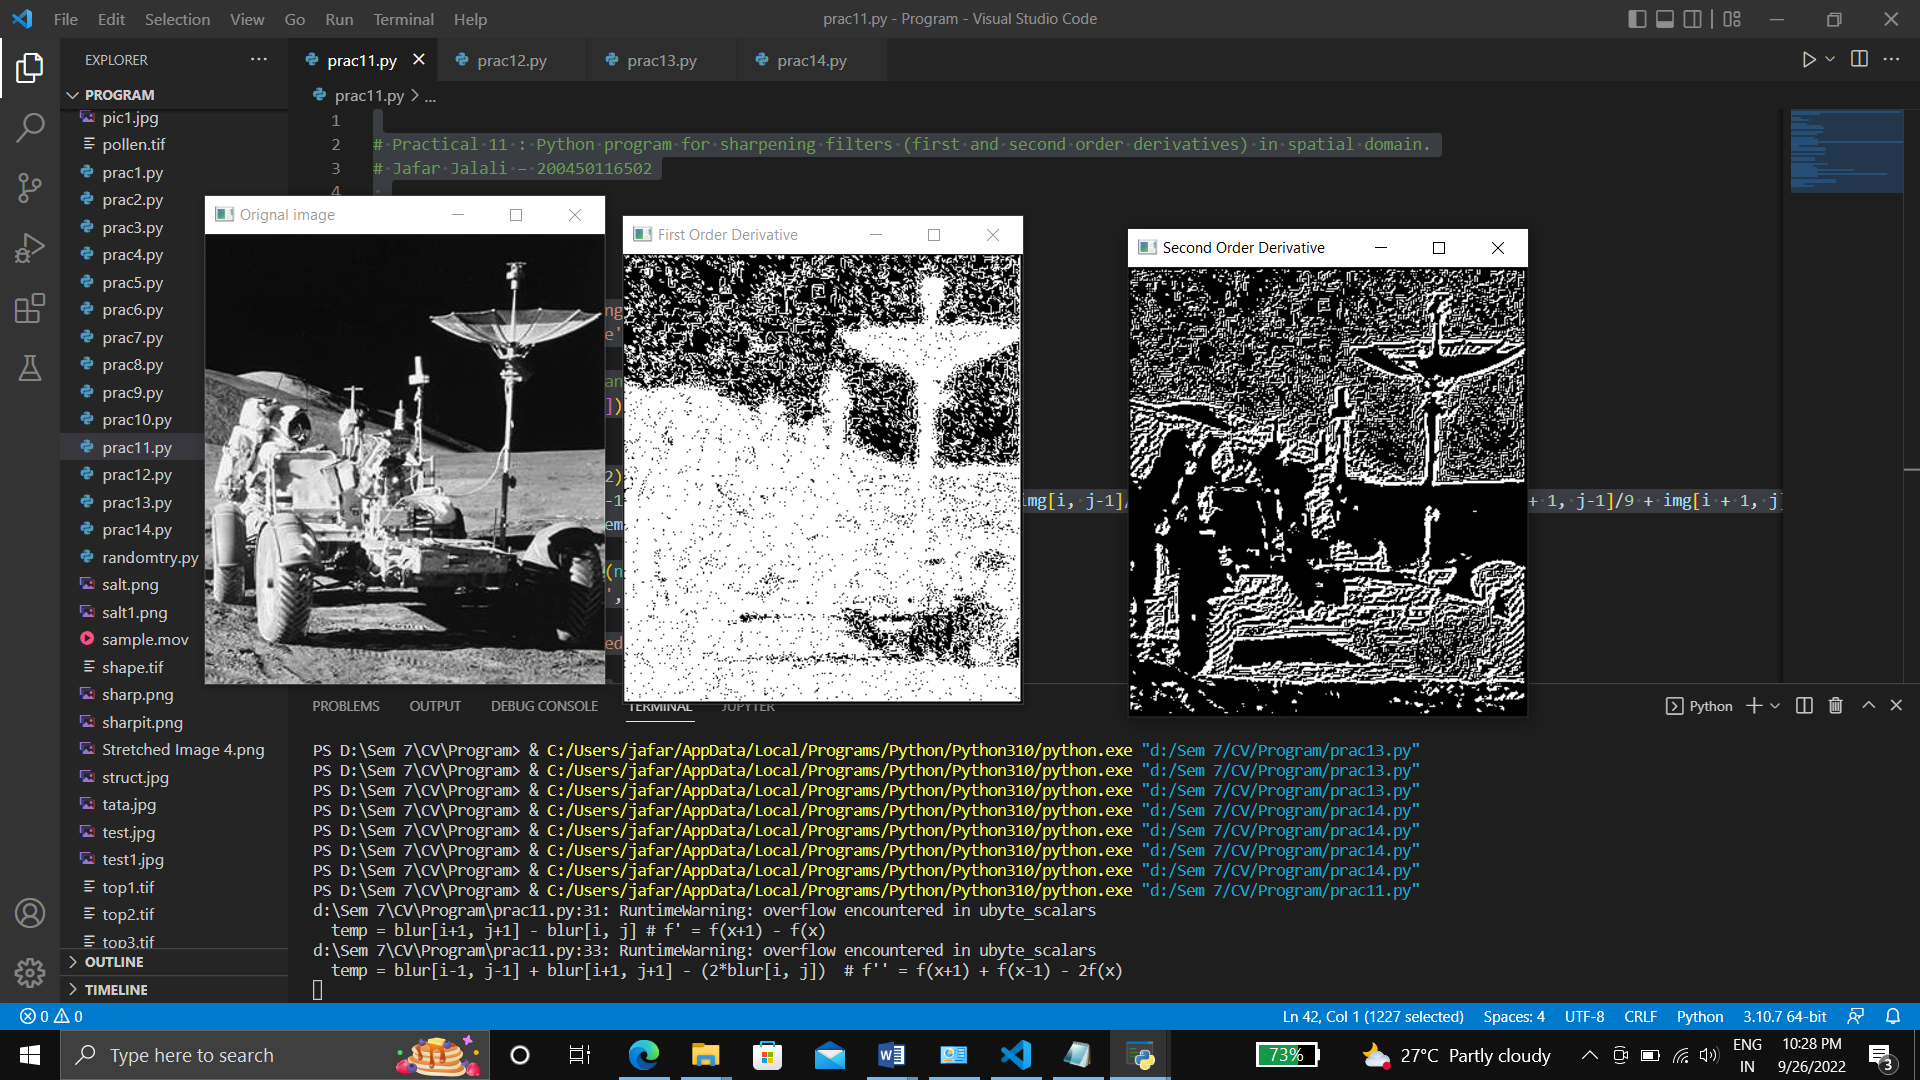 File Edit Selection View Go Run Terminal Help
prac11.py - Program - Visual Studio Code
EXPLORER
prac11.py
prac12.py
prac13.py
prac14.py
PROGRAM
prac11.py > ...
pic1.jpg
pollen.tif
prac1.py
prac2.py
prac3.py
prac4.py
prac5.py
prac6.py
prac7.py
prac8.py
prac9.py
prac10.py
prac11.py
prac12.py
prac13.py
prac14.py
randomtry.py
salt.png
salt1.png
sample.mov
shape.tif
sharp.png
sharpit.png
Stretched Image 4.png
struct.jpg
tata.jpg
test.jpg
test1.jpg
top1.tif
top2.tif
top3.tif
OUTLINE
TIMELINE
1
2 # Practical 11 : Python program for sharpening filters (first and second order derivatives) in spatial domain.
3 # Jafar Jalali – 200450116502
4
Orignal image
First Order Derivative
Second Order Derivative
ng
e'
an
])
2)
-1
mg[i, j-1]/
+ 1, j-1]/9 + img[i + 1, j]
em
(n
',
ed
PROBLEMS OUTPUT DEBUG CONSOLE TERMINAL JUPYTER
Python
PS D:\Sem 7\CV\Program> & C:/Users/jafar/AppData/Local/Programs/Python/Python310/python.exe "d:/Sem 7/CV/Program/prac13.py"
PS D:\Sem 7\CV\Program> & C:/Users/jafar/AppData/Local/Programs/Python/Python310/python.exe "d:/Sem 7/CV/Program/prac13.py"
PS D:\Sem 7\CV\Program> & C:/Users/jafar/AppData/Local/Programs/Python/Python310/python.exe "d:/Sem 7/CV/Program/prac13.py"
PS D:\Sem 7\CV\Program> & C:/Users/jafar/AppData/Local/Programs/Python/Python310/python.exe "d:/Sem 7/CV/Program/prac14.py"
PS D:\Sem 7\CV\Program> & C:/Users/jafar/AppData/Local/Programs/Python/Python310/python.exe "d:/Sem 7/CV/Program/prac14.py"
PS D:\Sem 7\CV\Program> & C:/Users/jafar/AppData/Local/Programs/Python/Python310/python.exe "d:/Sem 7/CV/Program/prac14.py"
PS D:\Sem 7\CV\Program> & C:/Users/jafar/AppData/Local/Programs/Python/Python310/python.exe "d:/Sem 7/CV/Program/prac14.py"
PS D:\Sem 7\CV\Program> & C:/Users/jafar/AppData/Local/Programs/Python/Python310/python.exe "d:/Sem 7/CV/Program/prac11.py"
d:\Sem 7\CV\Program\prac11.py:31: RuntimeWarning: overflow encountered in ubyte_scalars
temp = blur[i+1, j+1] - blur[i, j] # f' = f(x+1) - f(x)
d:\Sem 7\CV\Program\prac11.py:33: RuntimeWarning: overflow encountered in ubyte_scalars
temp = blur[i-1, j-1] + blur[i+1, j+1] - (2*blur[i, j]) # f'' = f(x+1) + f(x-1) - 2f(x)
0 0
Ln 42, Col 1 (1227 selected) Spaces: 4 UTF-8 CRLF Python 3.10.7 64-bit
Type here to search
73%
27°C Partly cloudy
ENG
IN
10:28 PM
9/26/2022
3